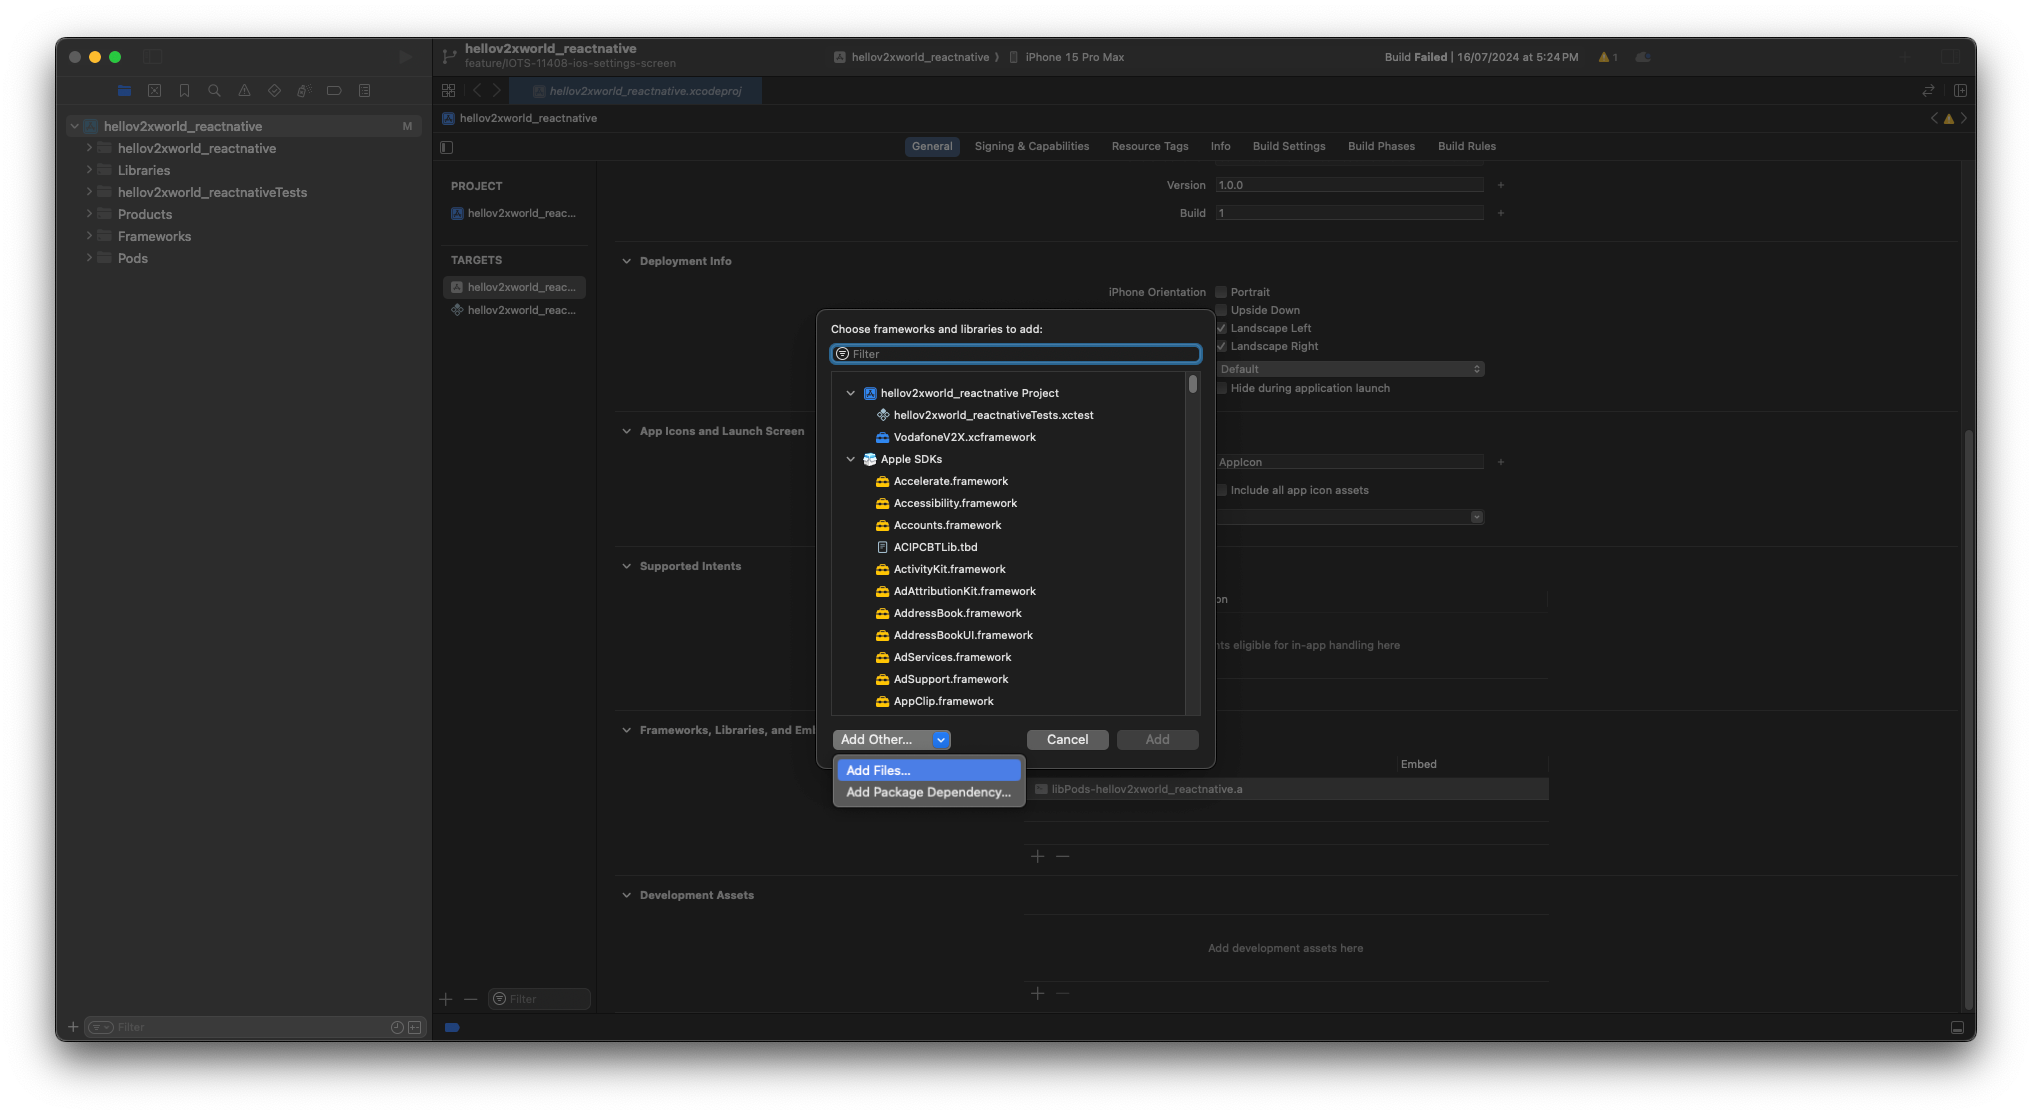 hellov2xworld_reactnative
feature/IOTS-11408-ios-settings-screen
hellov2xworld_reactnative
iPhone 15 Pro Max
Build Failed | 16/07/2024 at 5:24 PM
1
hellov2xworld_reactnative.xcodeproj
hellov2xworld_reactnative
M
hellov2xworld_reactnative
Libraries
hellov2xworld_reactnativeTests
Products
Frameworks
Pods
Filter
hellov2xworld_reactnative
General
Signing & Capabilities
Resource Tags
Info
Build Settings
Build Phases
Build Rules
PROJECT
hellov2xworld_reac...
TARGETS
hellov2xworld_reac...
hellov2xworld_reac...
Filter
Version
1.0.0
Build
1
Deployment Info
iPhone Orientation
Portrait
Upside Down
Landscape Left
Landscape Right
Default
Hide during application launch
App Icons and Launch Screen
AppIcon
Include all app icon assets
Supported Intents
on
nts eligible for in-app handling here
Frameworks, Libraries, and Em
Embed
libPods-hellov2xworld_reactnative.a
Development Assets
Add development assets here
Choose frameworks and libraries to add:
Filter
hellov2xworld_reactnative Project
hellov2xworld_reactnativeTests.xctest
VodafoneV2X.xcframework
Apple SDKs
Accelerate.framework
Accessibility.framework
Accounts.framework
ACIPCBTLib.tbd
ActivityKit.framework
AdAttributionKit.framework
AddressBook.framework
AddressBookUI.framework
AdServices.framework
AdSupport.framework
AppClip.framework
Add Other...
Cancel
Add
Add Files...
Add Package Dependency...